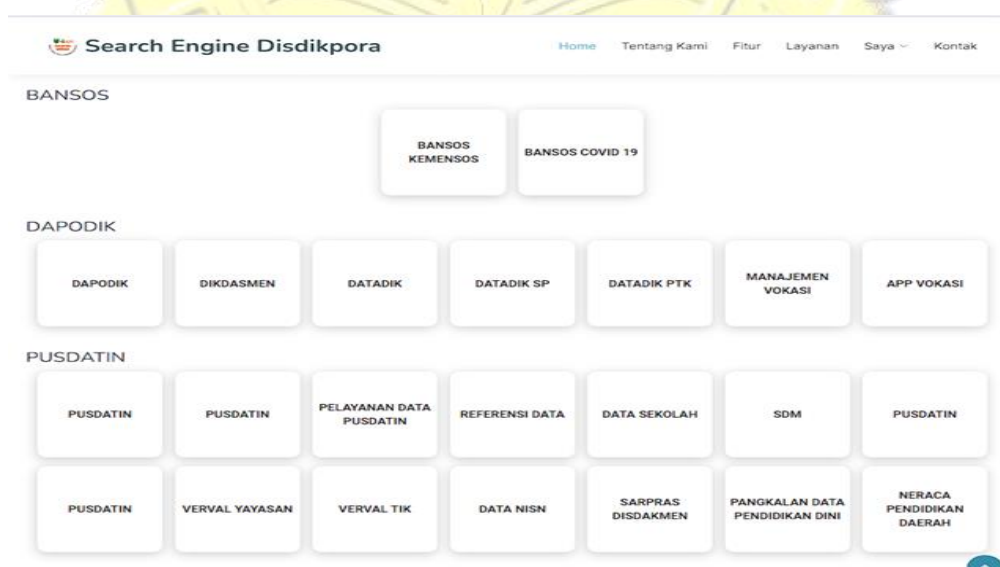 Search Engine Disdikpora
Home Tentang Kami Fitur Layanan Saya Kontak
BANSOS
BANSOS
KEMENSOS
BANSOS COVID 19
DAPODIK
DAPODIK
DIKDASMEN
DATADIK
DATADIK SP
DATADIK PTK
MANAJEMEN
VOKASI
APP VOKASI
PUSDATIN
PUSDATIN
PUSDATIN
PELAYANAN DATA
PUSDATIN
REFERENSI DATA
DATA SEKOLAH
SDM
PUSDATIN
PUSDATIN
VERVAL YAYASAN
VERVAL TIK
DATA NISN
SARPRAS
DISDAKMEN
PANGKALAN DATA
PENDIDIKAN DINI
NERACA
PENDIDIKAN
DAERAH